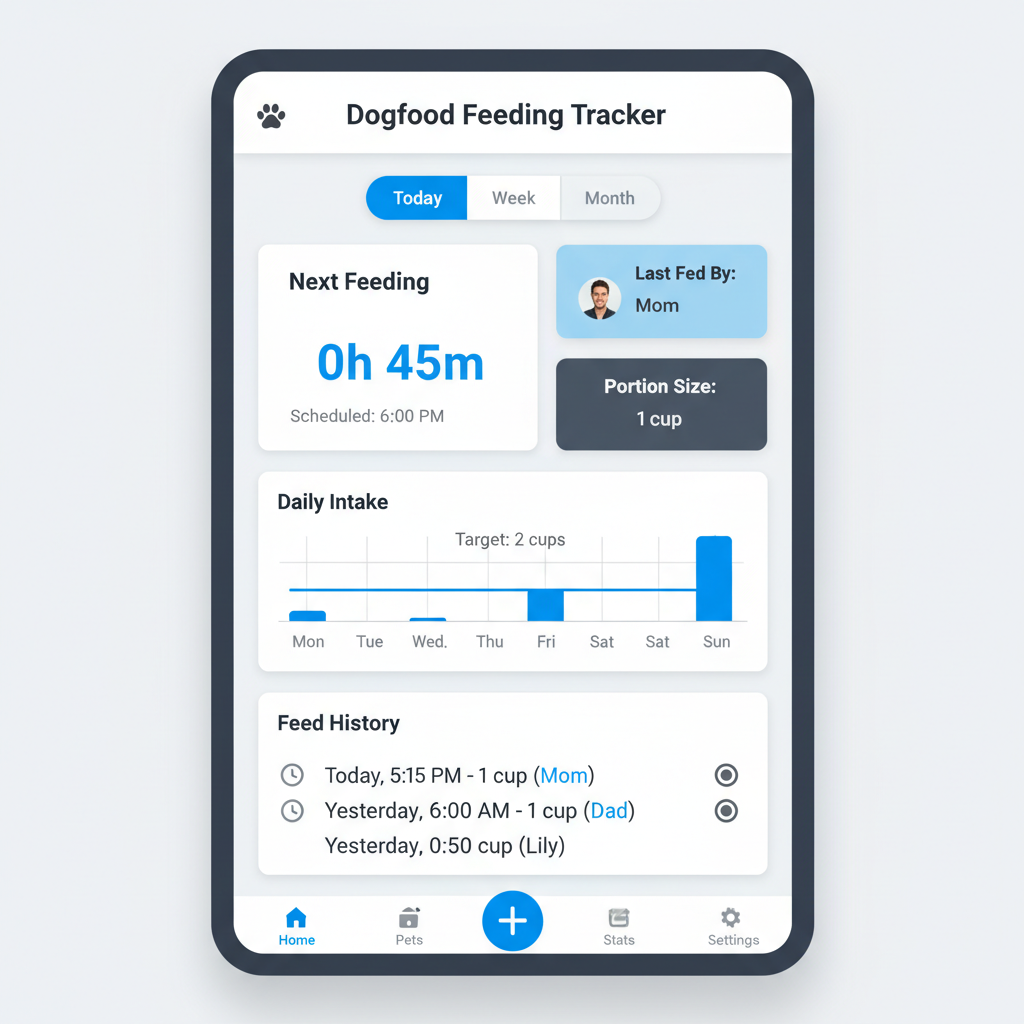 Dogfood Feeding Tracker
Today Week Month
Next Feeding
0h 45m
Scheduled: 6:00 PM
Last Fed By:
Mom
Portion Size:
1 cup
Daily Intake
Target: 2 cups
Mon Tue Wed. Thu Fri Sat Sat Sun
Feed History
Today, 5:15 PM - 1 cup (Mom)
Yesterday, 6:00 AM - 1 cup (Dad)
Yesterday, 0:50 cup (Lily)
Home Pets Stats Settings